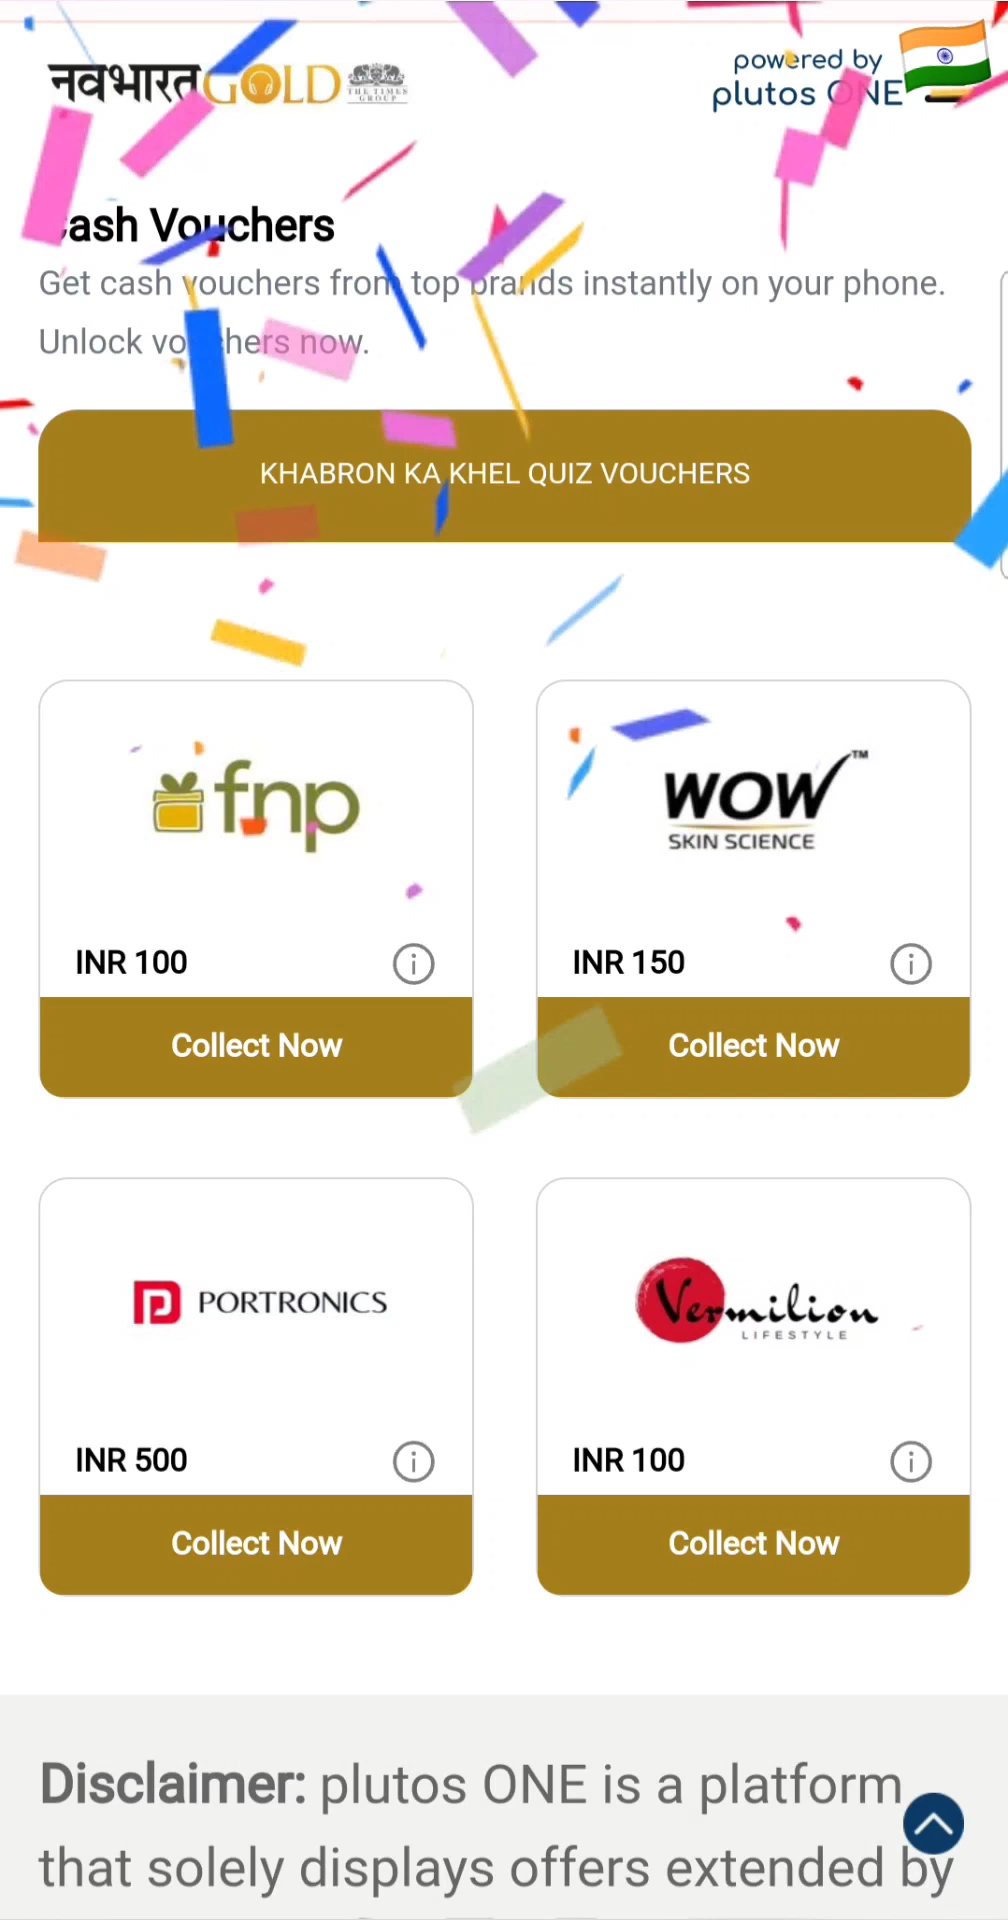 नवभारत GOLD THE TIMES GROUP
powered by
plutos ONE
Cash Vouchers
Get cash vouchers from top brands instantly on your phone.
Unlock vouchers now.
KHABRON KA KHEL QUIZ VOUCHERS
fnp
INR 100
Collect Now
WOW™
SKIN SCIENCE
INR 150
Collect Now
PORTRONICS
INR 500
Collect Now
Vermilion
LIFESTYLE
INR 100
Collect Now
Disclaimer: plutos ONE is a platform
that solely displays offers extended by